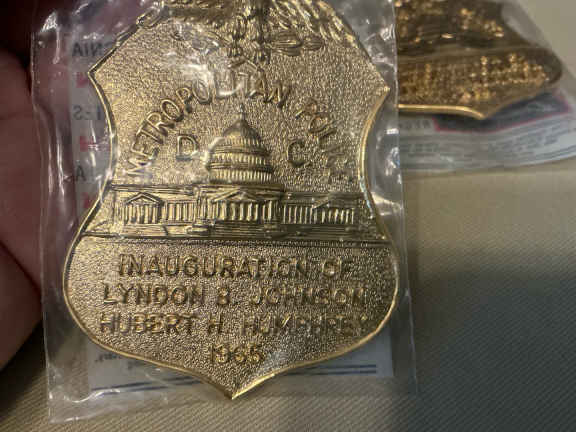 METROPOLITAN POLICE
D C
INAUGURATION OF
LYNDON B. JOHNSON
HUBERT H. HUMPHREY
1965